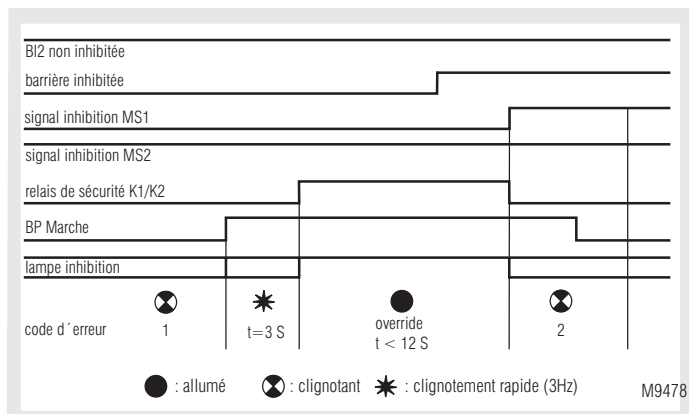 BI2 non inhibitée
barrière inhibitée
signal inhibition MS1
signal inhibition MS2
relais de sécurité K1/K2
BP Marche
lampe inhibition
code d´erreur 1 t=3 S override t < 12 S 2
: allumé : clignotant : clignotement rapide (3Hz)
M9478